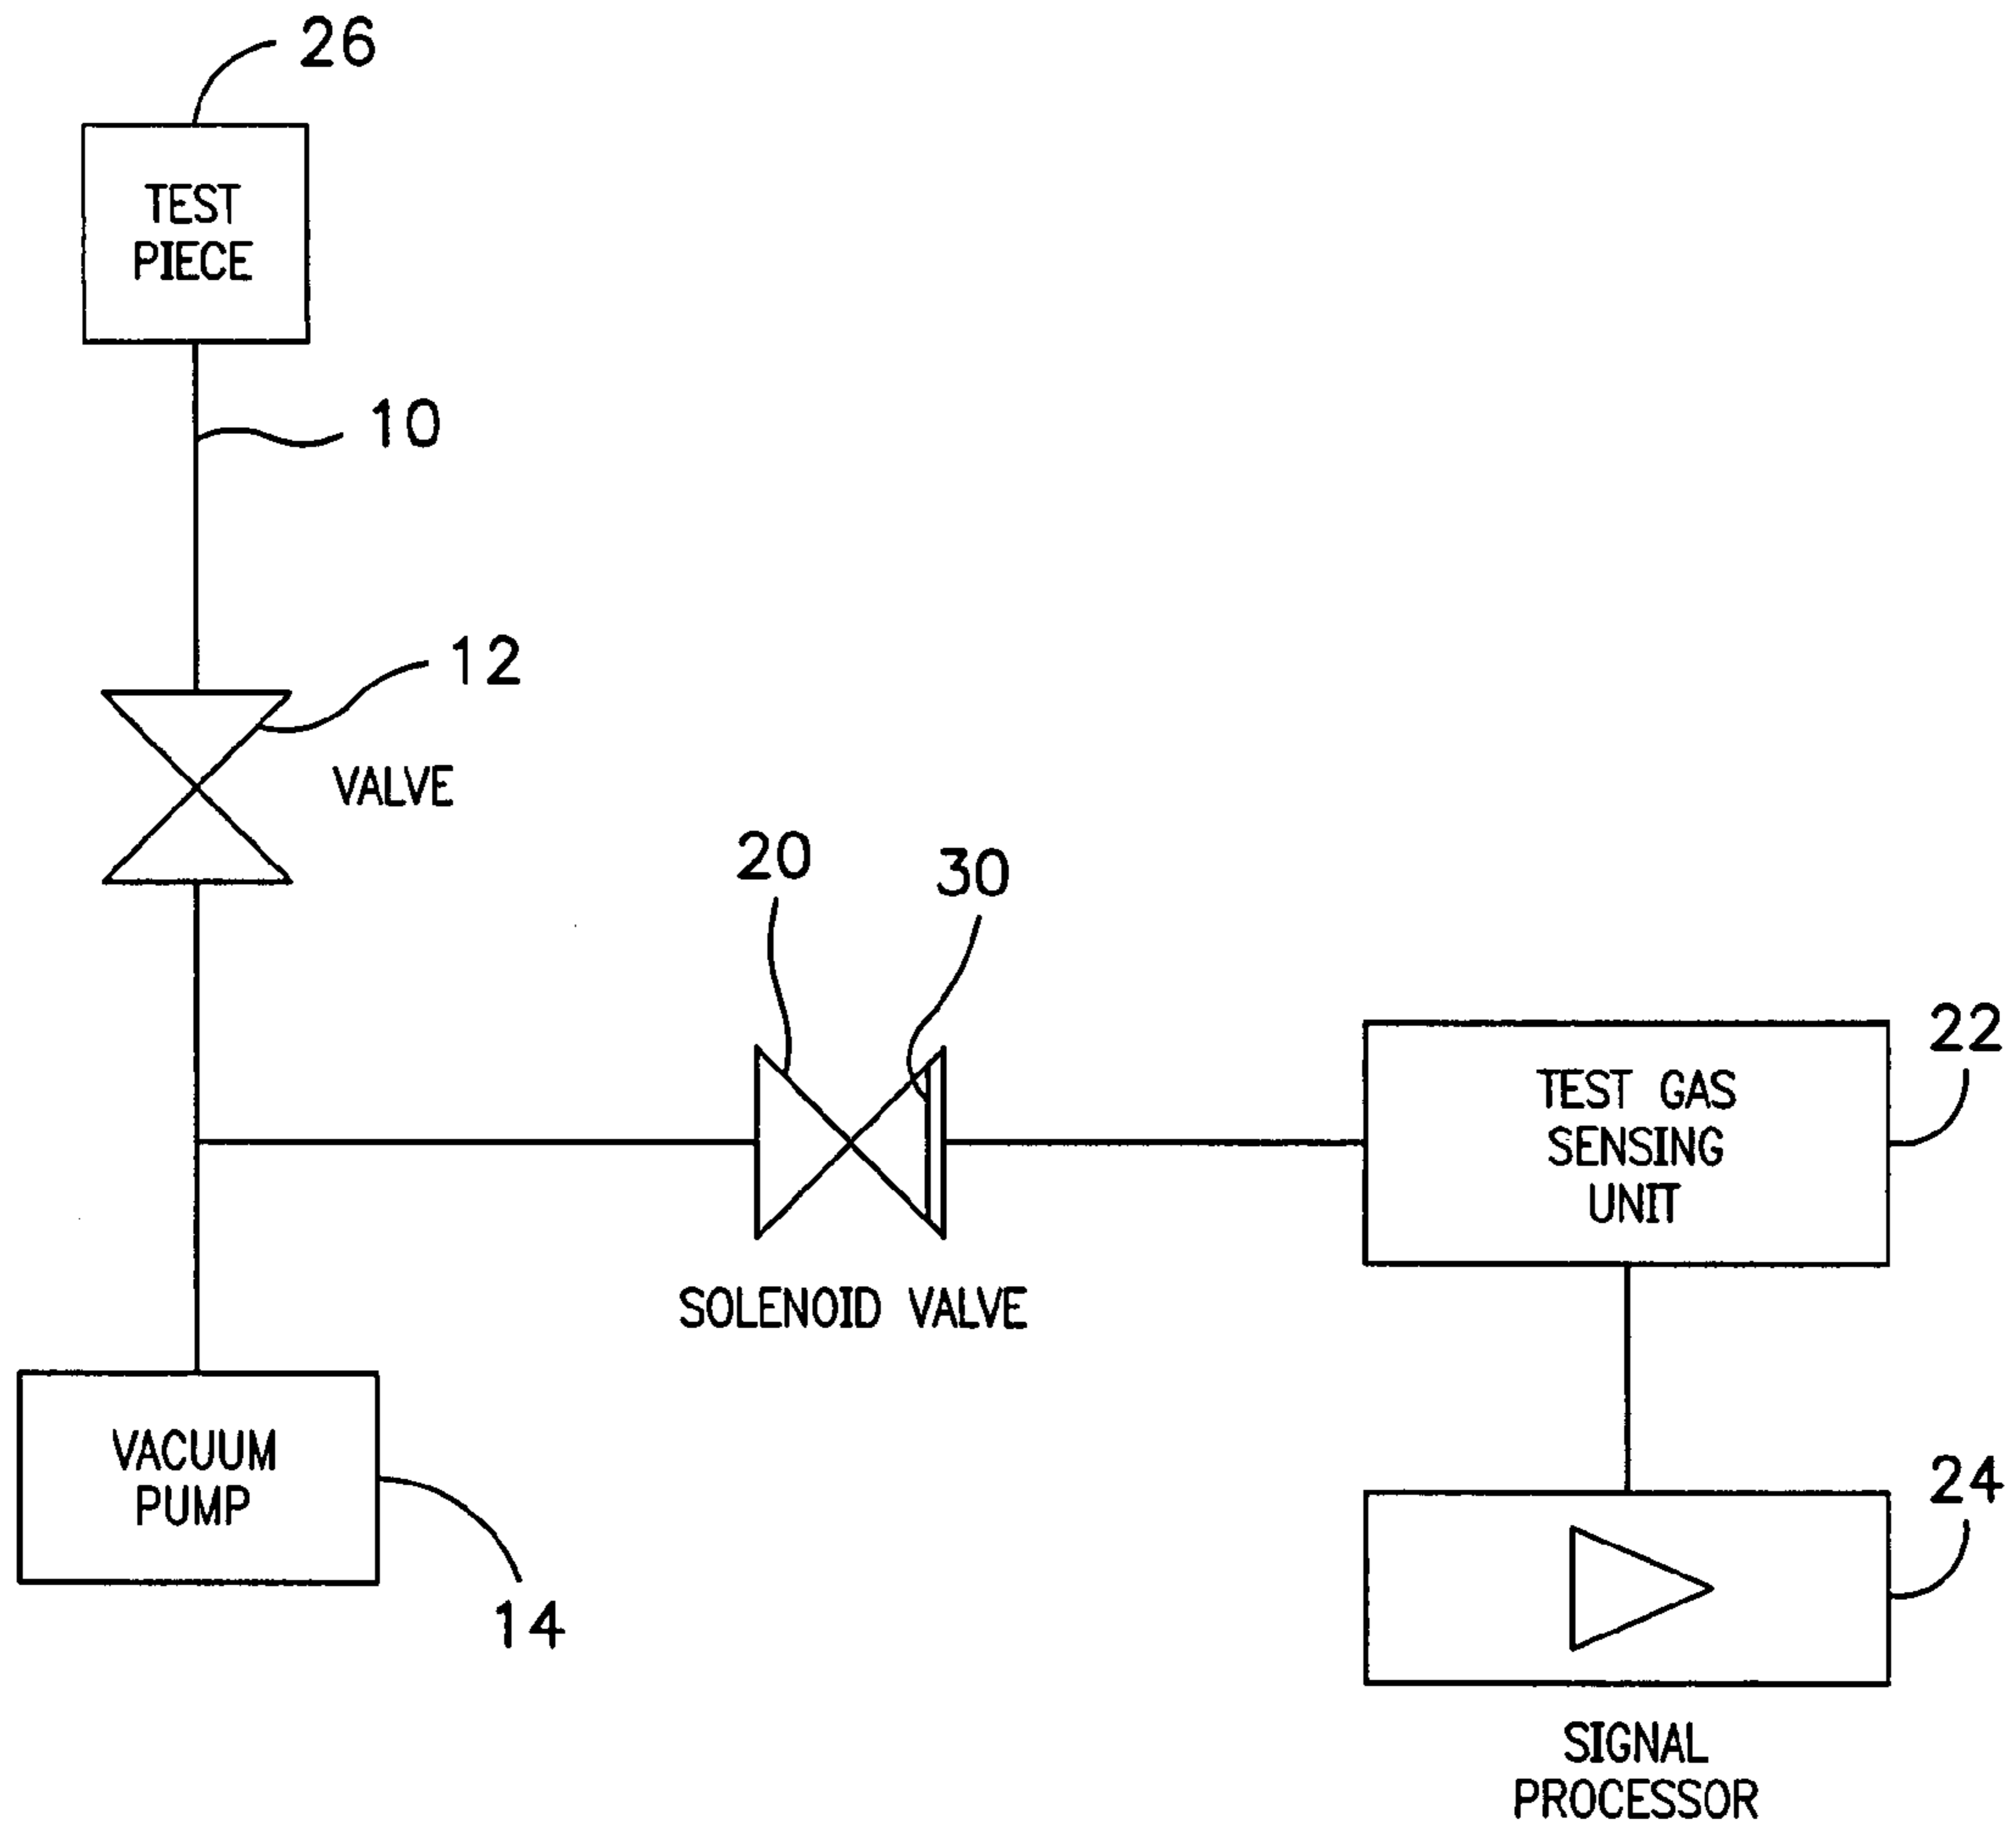 26
TEST
PIECE
10
12
VALVE
20
30
22
TEST GAS
SENSING
UNIT
SOLENOID VALVE
VACUUM
PUMP
14
24
SIGNAL
PROCESSOR